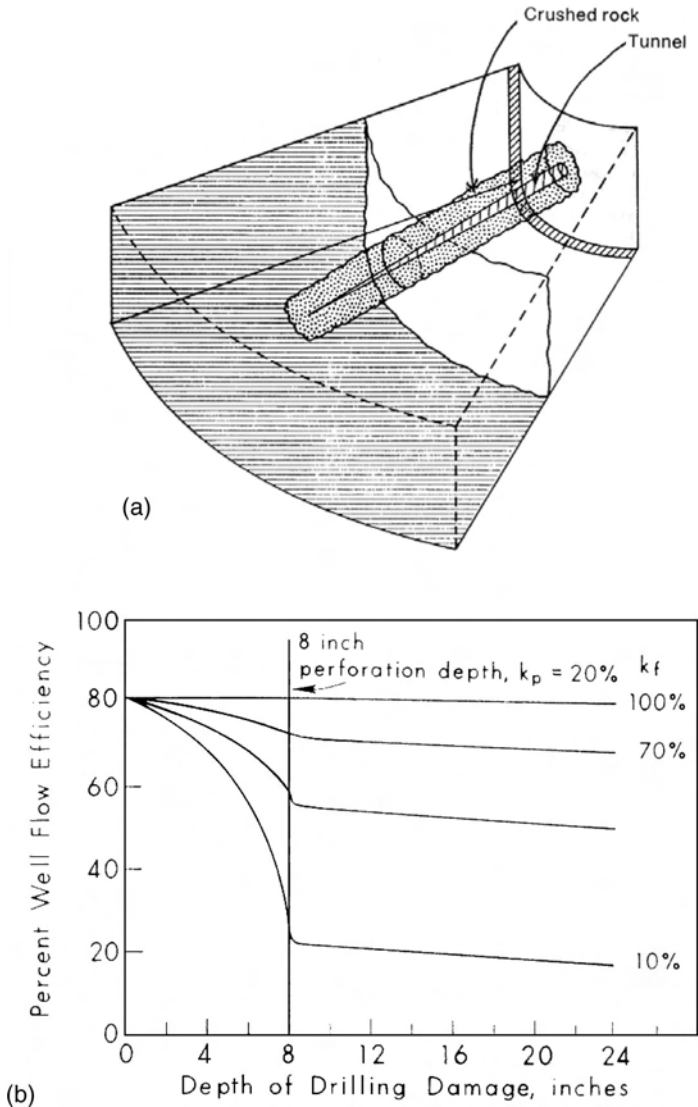 Crushed rock
Tunnel
(a)
100
80
60
40
20
0
Percent Well Flow Efficiency
8 inch
perforation depth, kp = 20%
kf
100%
70%
10%
0 4 8 12 16 20 24
Depth of Drilling Damage, inches
(b)